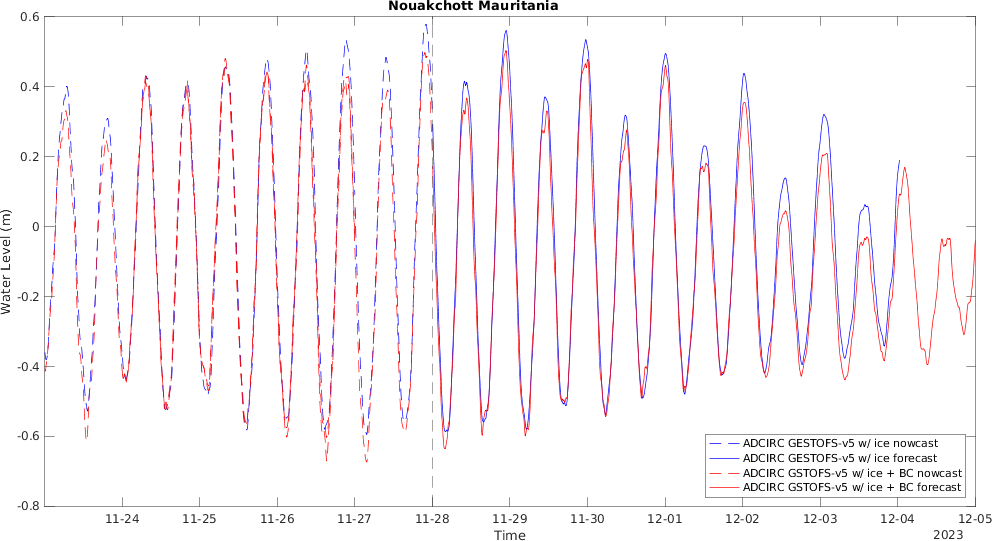 Nouakchott Mauritania
0.6
0.4
0.2
0
-0.2
-0.4
-0.6
-0.8
Water Level (m)
ADCIRC GESTOFS-v5 w/ ice nowcast
ADCIRC GESTOFS-v5 w/ ice forecast
ADCIRC GSTOFS-v5 w/ ice + BC nowcast
ADCIRC GSTOFS-v5 w/ ice + BC forecast
11-24 11-25 11-26 11-27 11-28 11-29 11-30 12-01 12-02 12-03 12-04 12-05
Time
2023